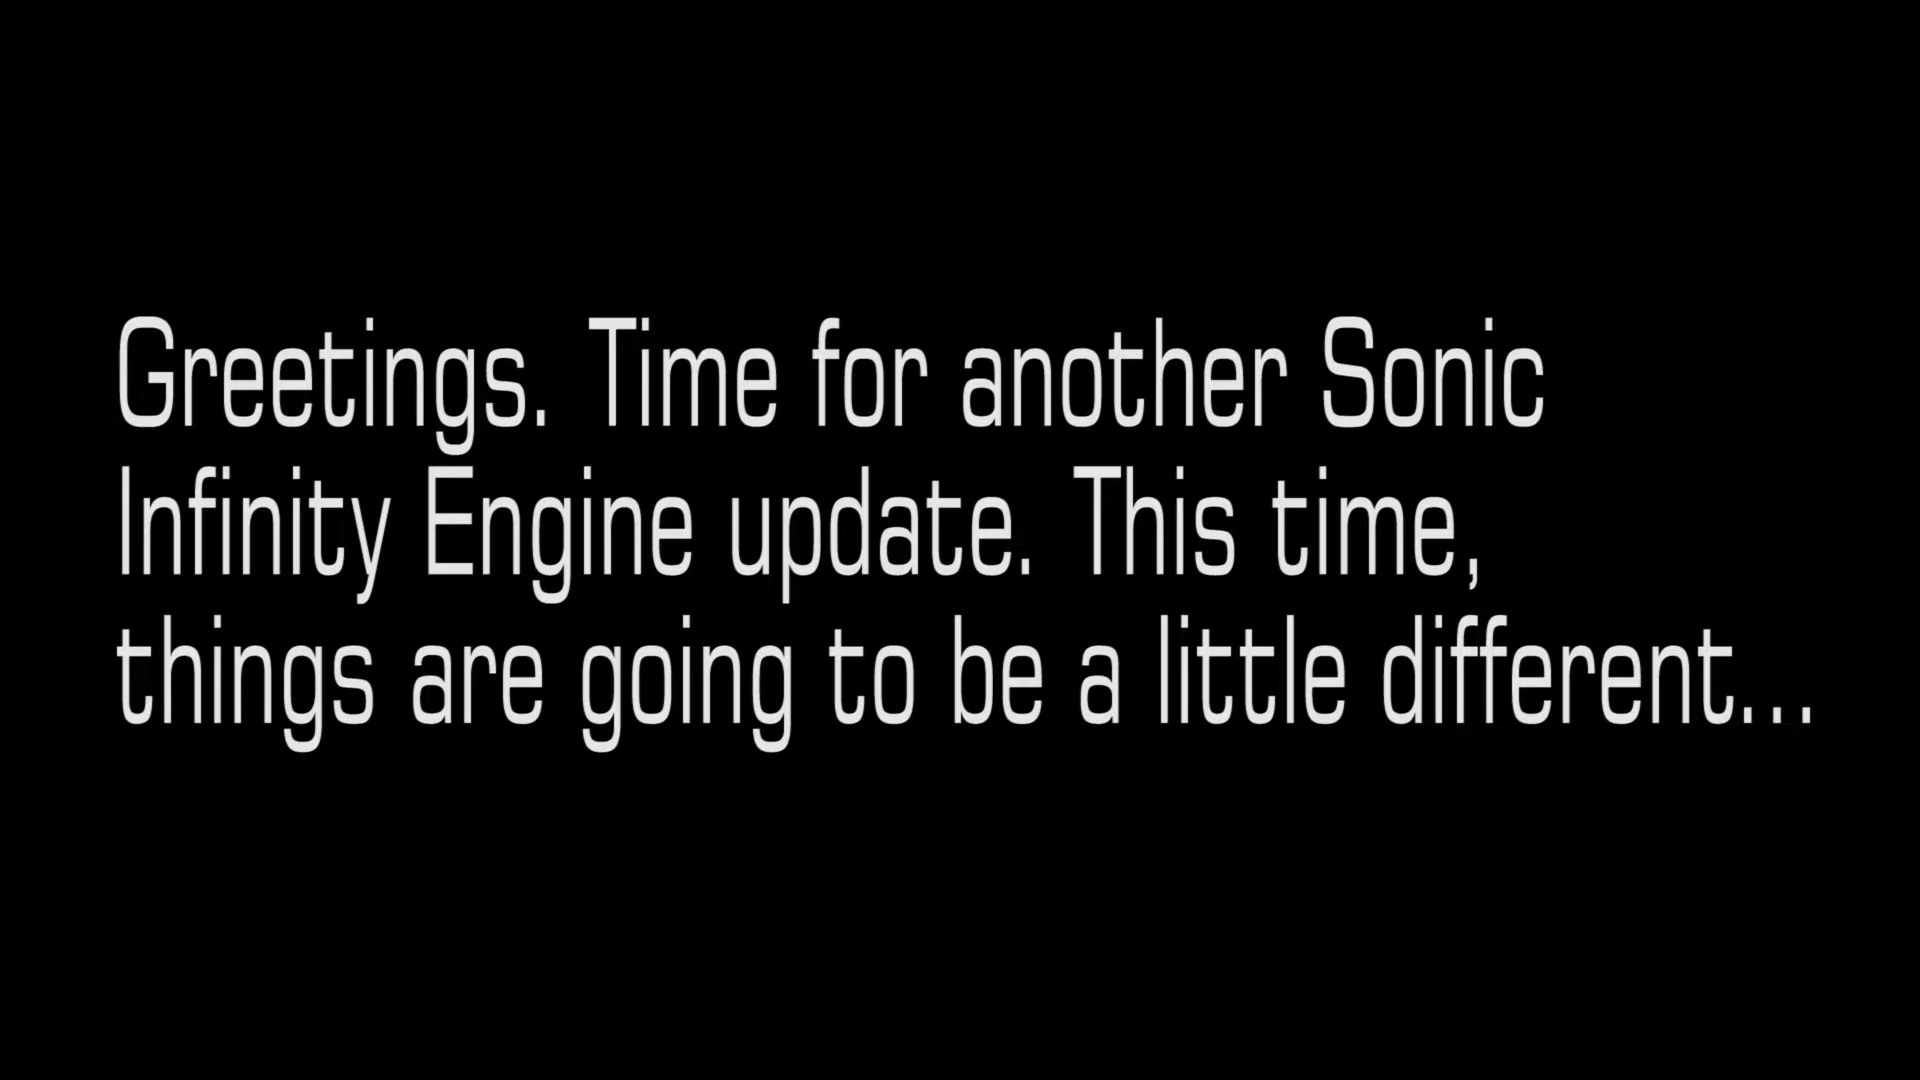 Greetings. Time for another Sonic
Infinity Engine update. This time,
things are going to be a little different...